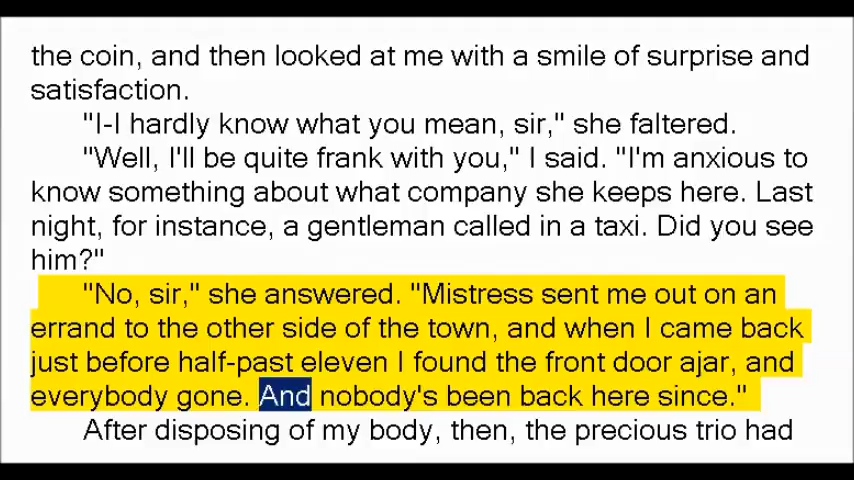 the coin, and then looked at me with a smile of surprise and
satisfaction.
"I-I hardly know what you mean, sir," she faltered.
"Well, I'll be quite frank with you," I said. "I'm anxious to
know something about what company she keeps here. Last
night, for instance, a gentleman called in a taxi. Did you see
him?"
"No, sir," she answered. "Mistress sent me out on an
errand to the other side of the town, and when I came back
just before half-past eleven I found the front door ajar, and
everybody gone. And nobody's been back here since."
After disposing of my body, then, the precious trio had